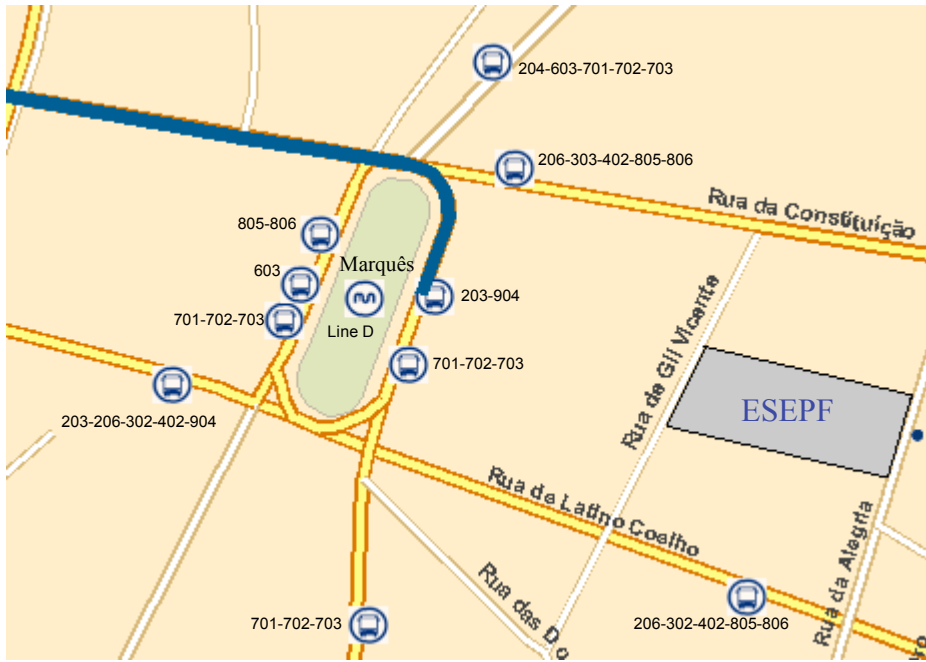 204-603-701-702-703
206-303-402-805-806
Rua da Constituição
805-806
Marquês
603
203-904
701-702-703
Line D
701-702-703
Rua de Gil Vicente
ESEPF
203-206-302-402-904
Rua de Latino Coelho
Rua da Alegria
Rua das
701-702-703
206-302-402-805-806